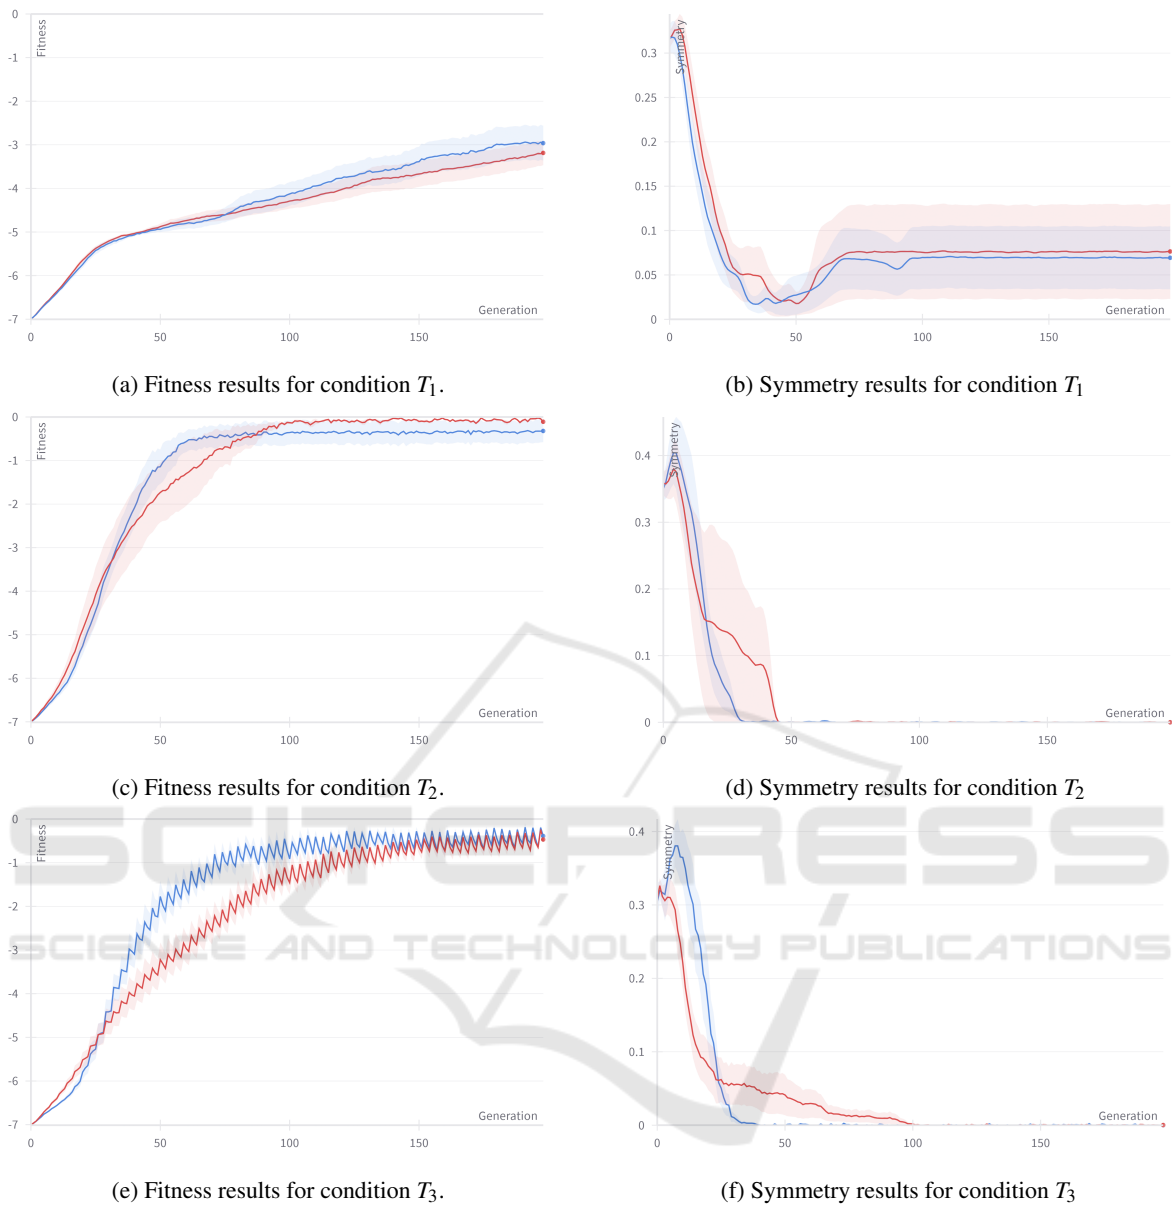 0
-1
-2
-3
-4
-5
-6
-7
Fitness
Generation
0 50 100 150
0.3
0.25
0.2
0.15
0.1
0.05
0
Symmetry
Generation
0 50 100 150
(a) Fitness results for condition T1.
(b) Symmetry results for condition T1
0
-1
-2
-3
-4
-5
-6
-7
Fitness
Generation
0 50 100 150
0.4
0.3
0.2
0.1
0
Symmetry
Generation
0 50 100 150
(c) Fitness results for condition T2.
(d) Symmetry results for condition T2
SCITEPRESS
SCIENCE AND TECHNOLOGY PUBLICATIONS
0
-1
-2
-3
-4
-5
-6
-7
Fitness
Generation
0 50 100 150
0.4
0.3
0.2
0.1
0
Symmetry
Generation
0 50 100 150
(e) Fitness results for condition T3.
(f) Symmetry results for condition T3